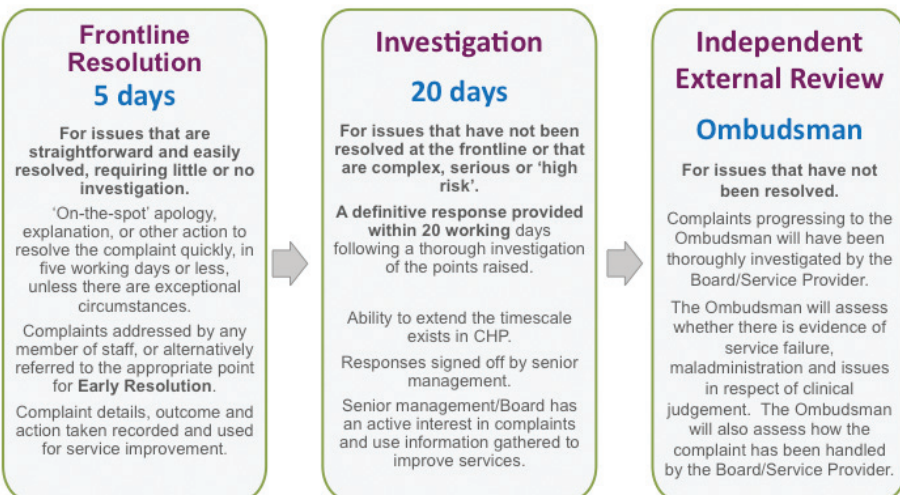 Frontline
Resolution
5 days
For issues that are
straightforward and easily
resolved, requiring little or no
investigation.
‘On-the-spot’ apology,
explanation, or other action to
resolve the complaint quickly, in
five working days or less,
unless there are exceptional
circumstances.
Complaints addressed by any
member of staff, or alternatively
referred to the appropriate point
for Early Resolution.
Complaint details, outcome and
action taken recorded and used
for service improvement.
Investigation
20 days
For issues that have not been
resolved at the frontline or that
are complex, serious or ‘high
risk’.
A definitive response provided
within 20 working days
following a thorough investigation
of the points raised.
Ability to extend the timescale
exists in CHP.
Responses signed off by senior
management.
Senior management/Board has
an active interest in complaints
and use information gathered to
improve services.
Independent
External Review
Ombudsman
For issues that have not
been resolved.
Complaints progressing to the
Ombudsman will have been
thoroughly investigated by the
Board/Service Provider.
The Ombudsman will assess
whether there is evidence of
service failure,
maladministration and issues
in respect of clinical
judgement.  The Ombudsman
will also assess how the
complaint has been handled
by the Board/Service Provider.